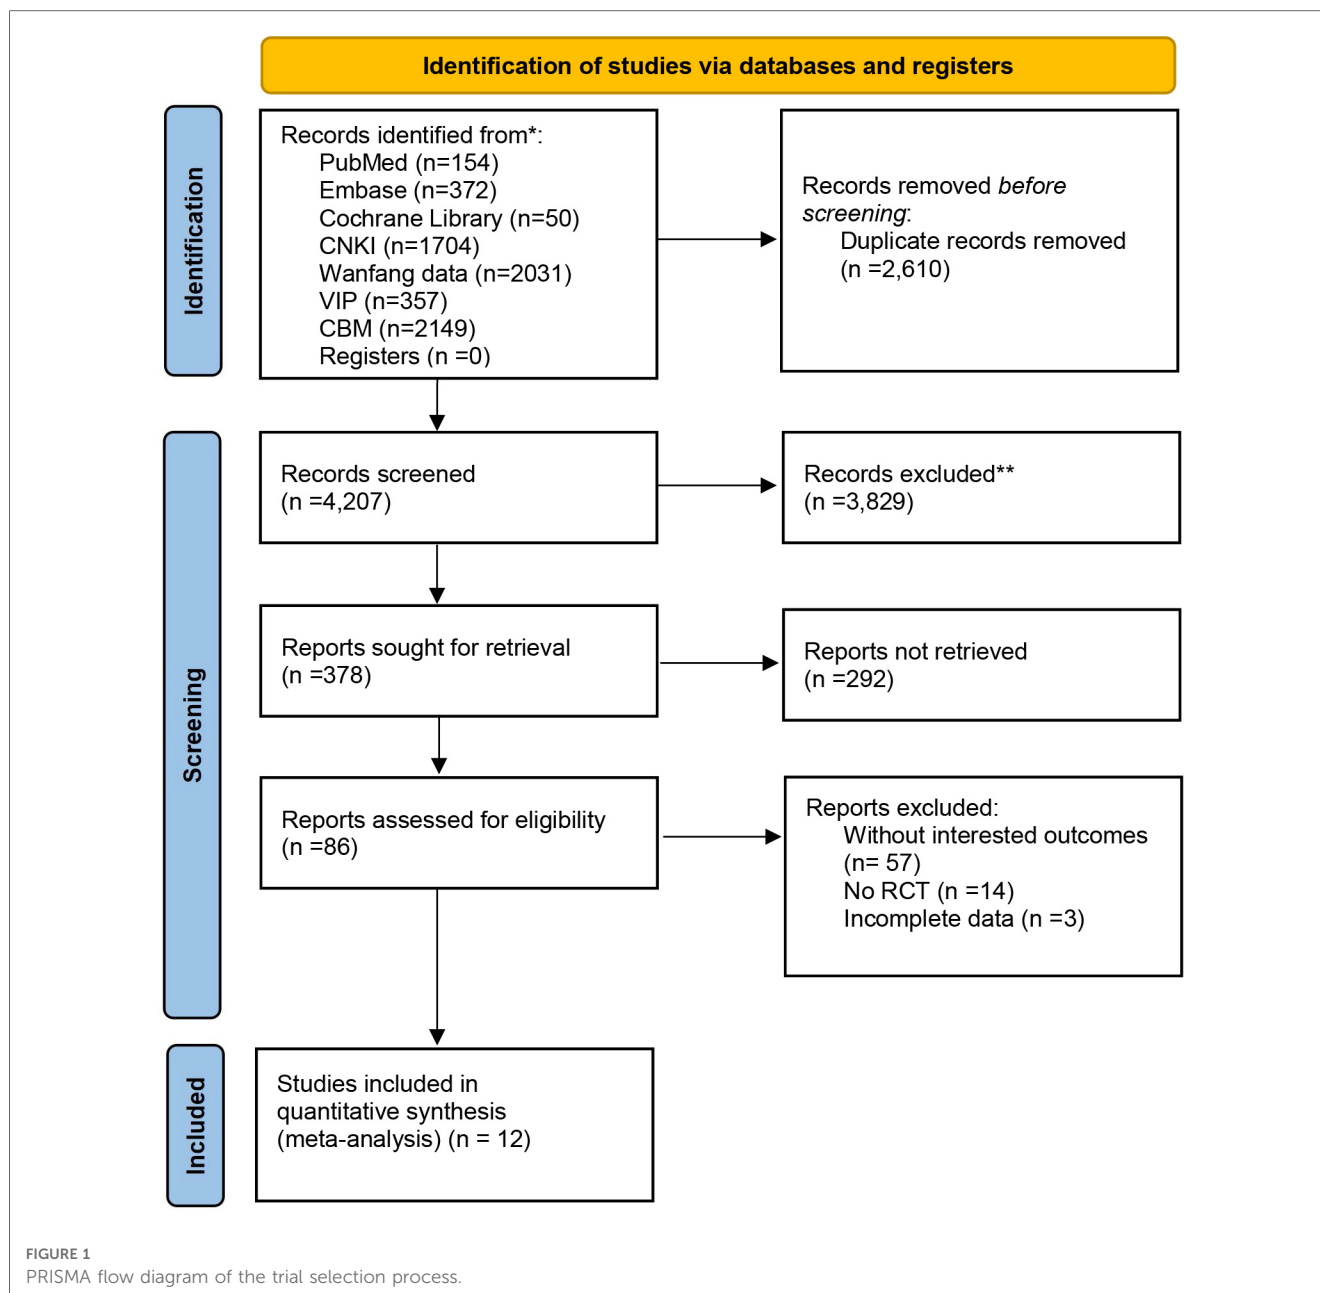 Identification of studies via databases and registers
Identification
Records identified from*:
PubMed (n=154)
Embase (n=372)
Cochrane Library (n=50)
CNKI (n=1704)
Wanfang data (n=2031)
VIP (n=357)
CBM (n=2149)
Registers (n =0)
Records removed before
screening:
Duplicate records removed
(n =2,610)
Screening
Records screened
(n =4,207)
Records excluded**
(n =3,829)
Reports sought for retrieval
(n =378)
Reports not retrieved
(n =292)
Reports assessed for eligibility
(n =86)
Reports excluded:
Without interested outcomes
(n= 57)
No RCT (n =14)
Incomplete data (n =3)
Included
Studies included in
quantitative synthesis
(meta-analysis) (n = 12)
FIGURE 1
PRISMA flow diagram of the trial selection process.